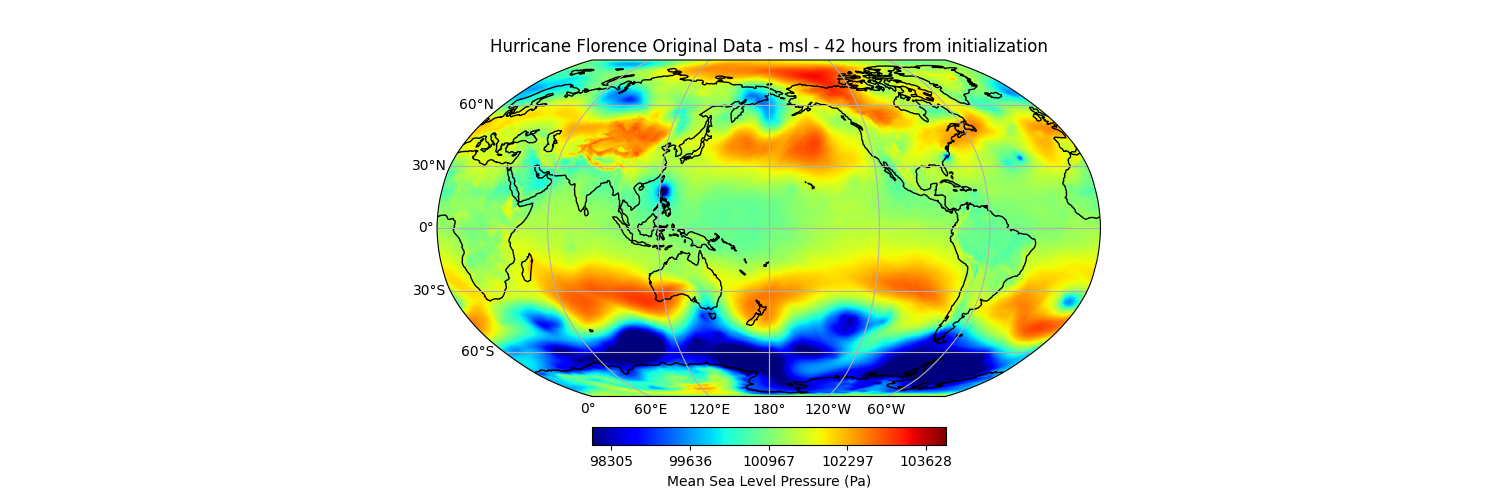 Hurricane Florence Original Data - msl - 42 hours from initialization
60°N
30°N
0°
30°S
60°S
0° 60°E 120°E 180° 120°W 60°W
98305 99636 100967 102297 103628
Mean Sea Level Pressure (Pa)